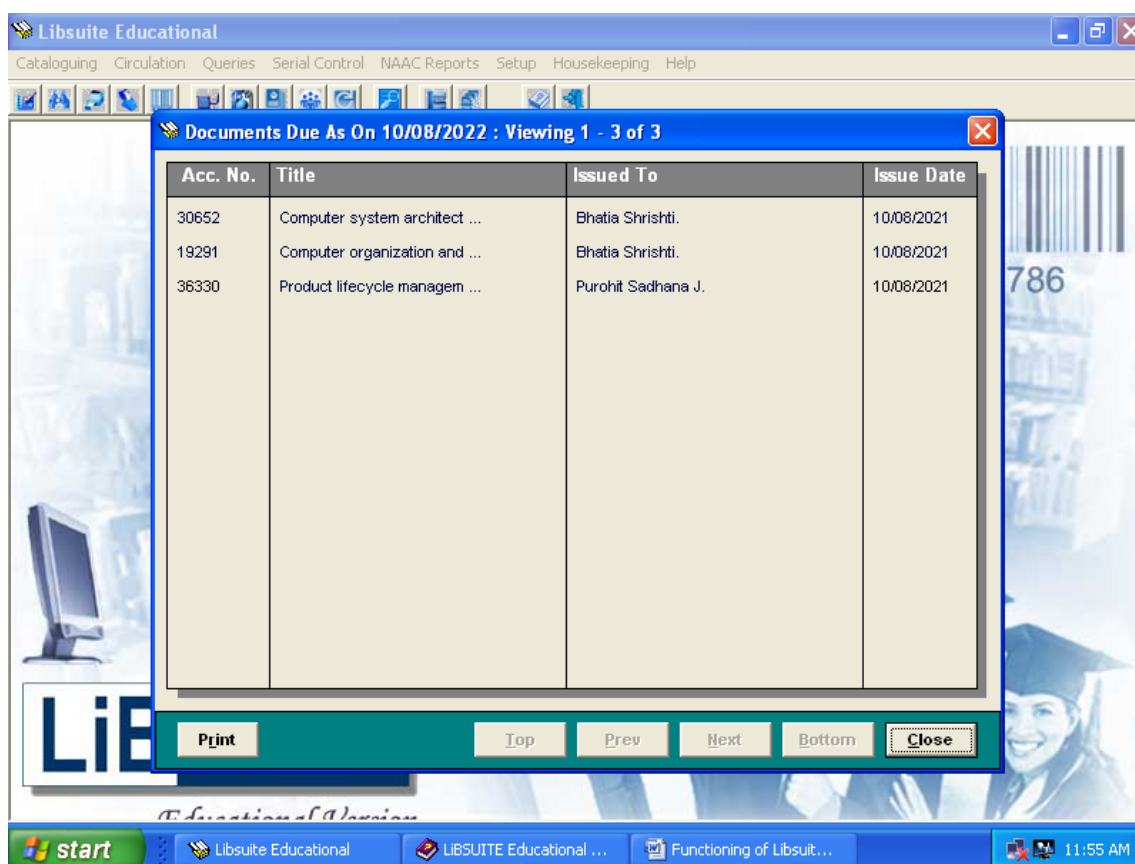 Libsuite Educational
Cataloguing Circulation Queries Serial Control NAAC Reports Setup Housekeeping Help
Documents Due As On 10/08/2022 : Viewing 1 - 3 of 3
Acc. No. Title Issued To Issue Date
30652 Computer system architect ... Bhatia Shrishti. 10/08/2021
19291 Computer organization and ... Bhatia Shrishti. 10/08/2021
36330 Product lifecycle managem ... Purohit Sadhana J. 10/08/2021
786
Print Top Prev Next Bottom Close
LiB
Educational Version
start Libsuite Educational LiBSUITE Educational ... Functioning of Libsuit... 11:55 AM